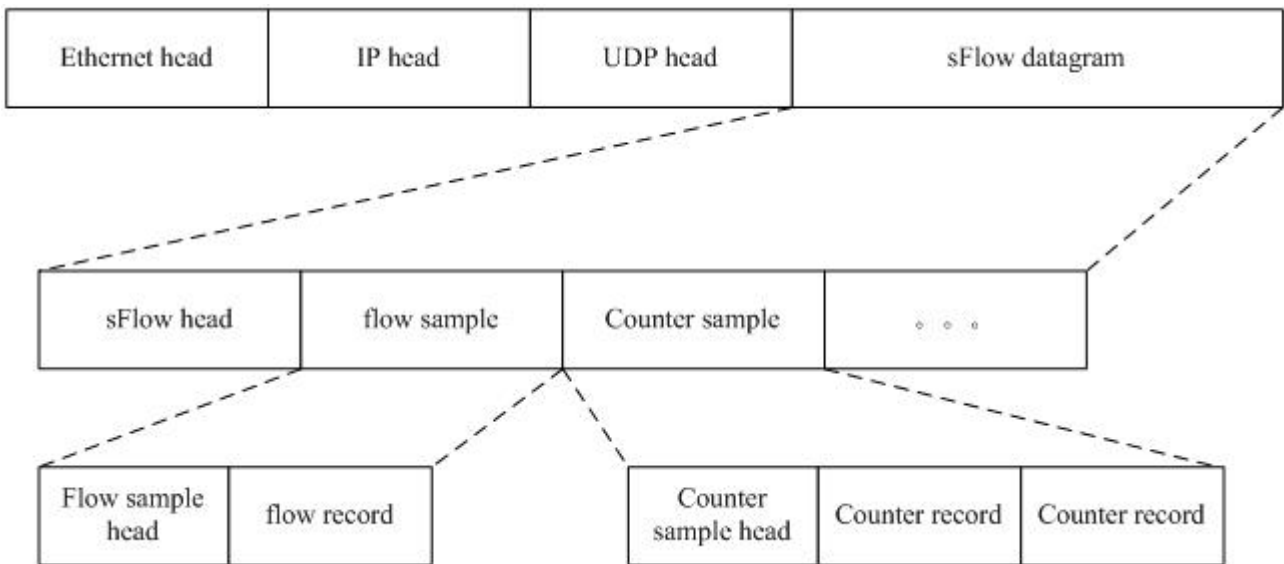 Ethernet head
IP head
UDP head
sFlow datagram
sFlow head
flow sample
Counter sample
。 。 。
Flow sample
head
flow record
Counter
sample head
Counter record
Counter record